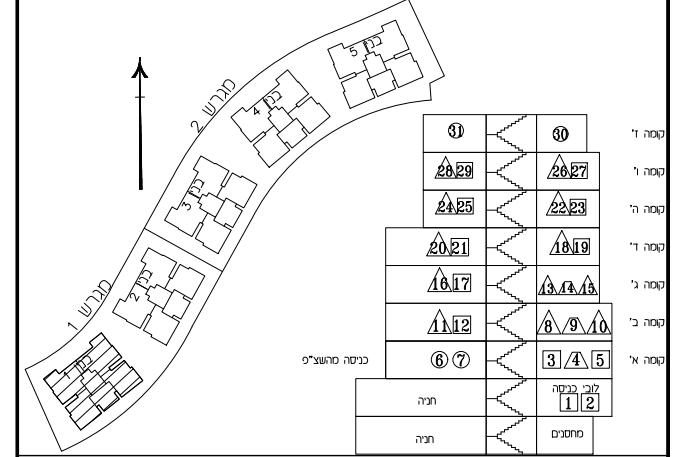 מגרש 2
בנין 5
בנין 4
בנין 3
בנין 2
מגרש 1
בנין 1
31 30 קומה ז'
28 29 26 27 קומה ו'
24 25 22 23 קומה ה'
20 21 18 19 קומה ד'
16 17 13 14 15 קומה ג'
11 12 8 9 10 קומה ב'
כניסה מהשצ"פ 6 7 3 4 5 קומה א'
חניה לובי כניסה
1 2
חניה מחסנים